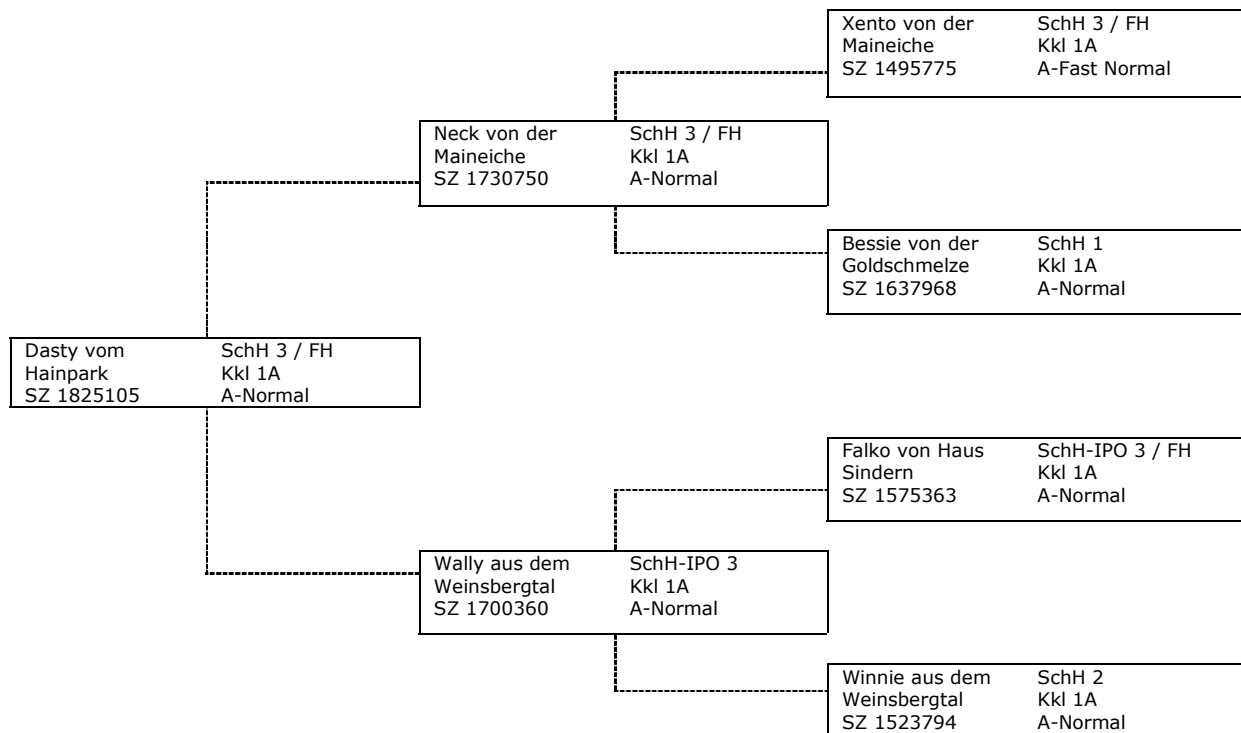 Xento von der SchH 3 / FH
Maineiche Kkl 1A
SZ 1495775 A-Fast Normal
Neck von der SchH 3 / FH
Maineiche Kkl 1A
SZ 1730750 A-Normal
Bessie von der SchH 1
Goldschmelze Kkl 1A
SZ 1637968 A-Normal
Dasty vom SchH 3 / FH
Hainpark Kkl 1A
SZ 1825105 A-Normal
Falko von Haus SchH-IPO 3 / FH
Sindern Kkl 1A
SZ 1575363 A-Normal
Wally aus dem SchH-IPO 3
Weinsbergtal Kkl 1A
SZ 1700360 A-Normal
Winnie aus dem SchH 2
Weinsbergtal Kkl 1A
SZ 1523794 A-Normal